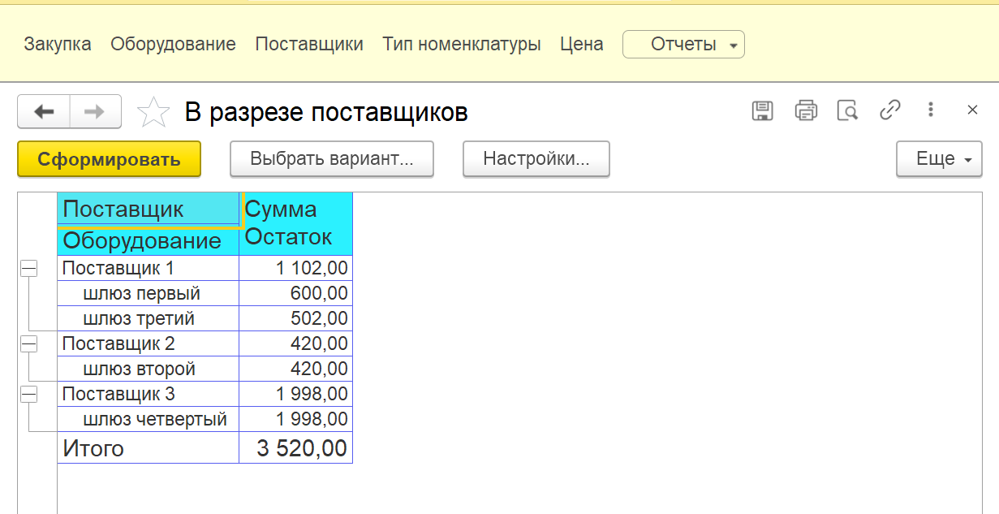 Закупка Оборудование Поставщики Тип номенклатуры Цена Отчеты
В разрезе поставщиков
Сформировать Выбрать вариант... Настройки... Еще
Поставщик Сумма
Оборудование Остаток
Поставщик 1 1 102,00
шлюз первый 600,00
шлюз третий 502,00
Поставщик 2 420,00
шлюз второй 420,00
Поставщик 3 1 998,00
шлюз четвертый 1 998,00
Итого 3 520,00